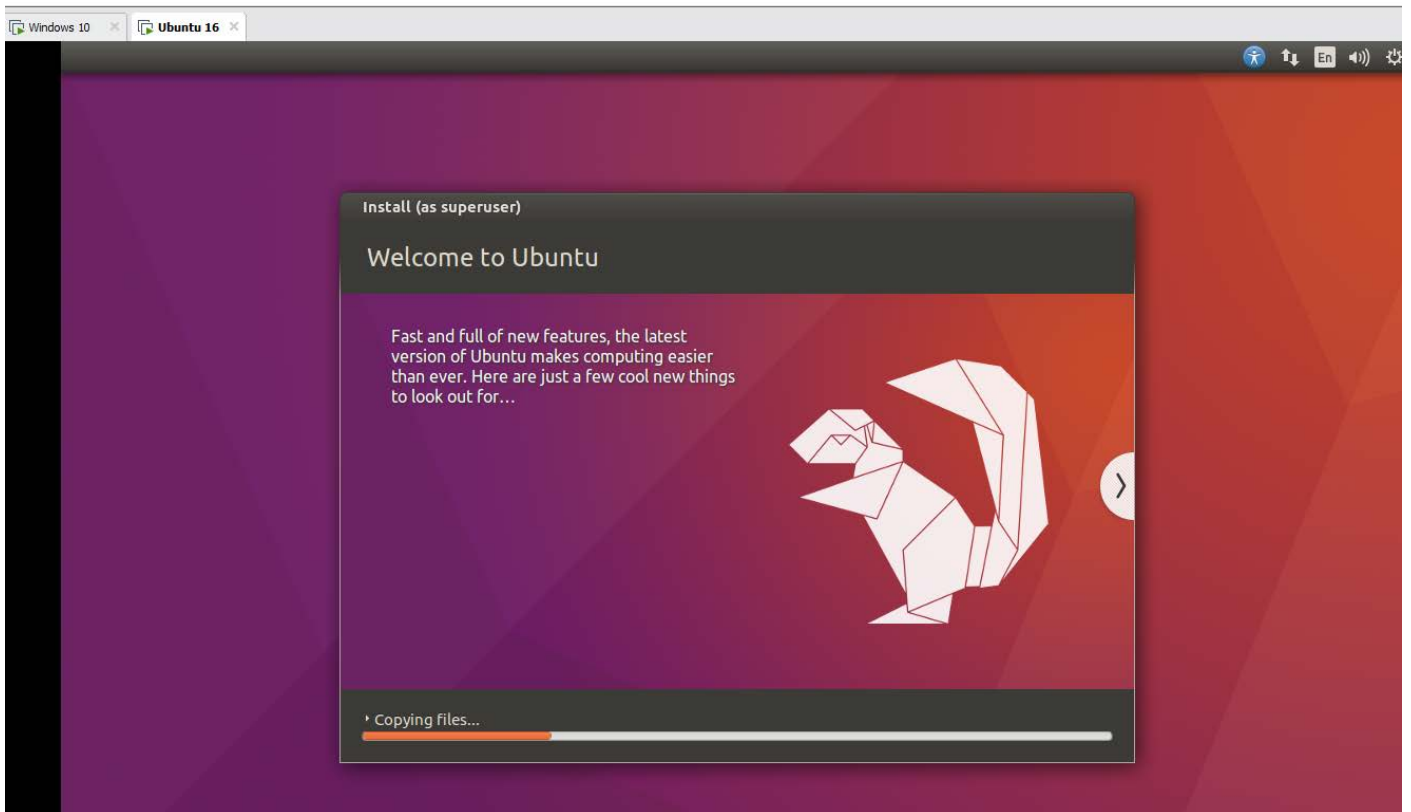 Windows 10
Ubuntu 16
En
Install (as superuser)
Welcome to Ubuntu
Fast and full of new features, the latest
version of Ubuntu makes computing easier
than ever. Here are just a few cool new things
to look out for…
Copying files...